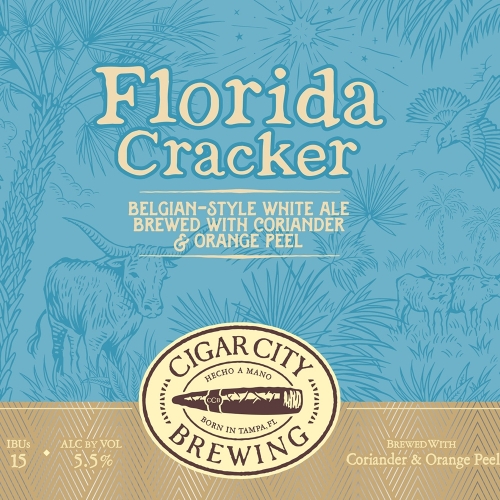 Florida
Cracker
BELGIAN-STYLE WHITE ALE
BREWED WITH CORIANDER
& ORANGE PEEL
CIGAR CITY
HECHO A MANO
CCB
BORN IN TAMPA, FL
BREWING
IBUs
15
ALC BY VOL
5.5%
BREWED WITH
Coriander & Orange Peel